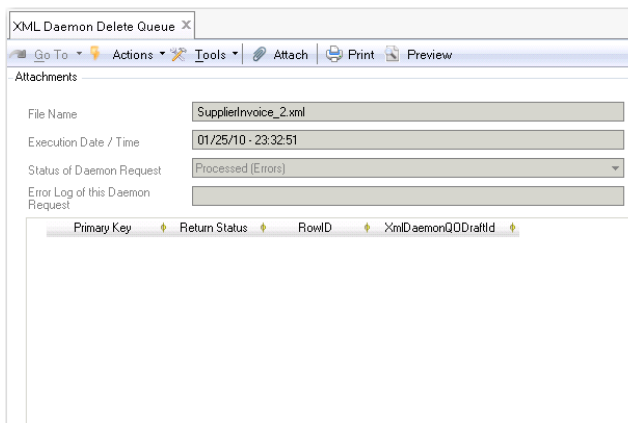 XML Daemon Delete Queue X
Go To Actions Tools Attach Print Preview
Attachments
File Name SupplierInvoice_2.xml
Execution Date / Time 01/25/10 - 23:32:51
Status of Daemon Request Processed (Errors)
Error Log of this Daemon
Request
Primary Key Return Status RowID XmlDaemonQODraftId